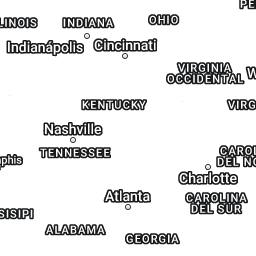 PE
LINOIS
INDIANA
OHIO
Indianápolis
Cincinnati
VIRGINIA
OCCIDENTAL
W
KENTUCKY
VIRG
Nashville
TENNESSEE
phis
CARO
DEL NO
Charlotte
Atlanta
CAROLINA
DEL SUR
SISIPI
ALABAMA
GEORGIA